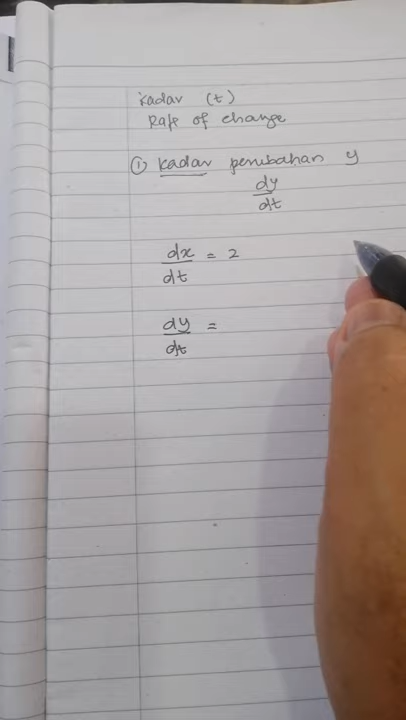 Kadar (t)
Rate of change
① Kadar perubahan y
dy
dt
dx = 2
dt
dy =
dt